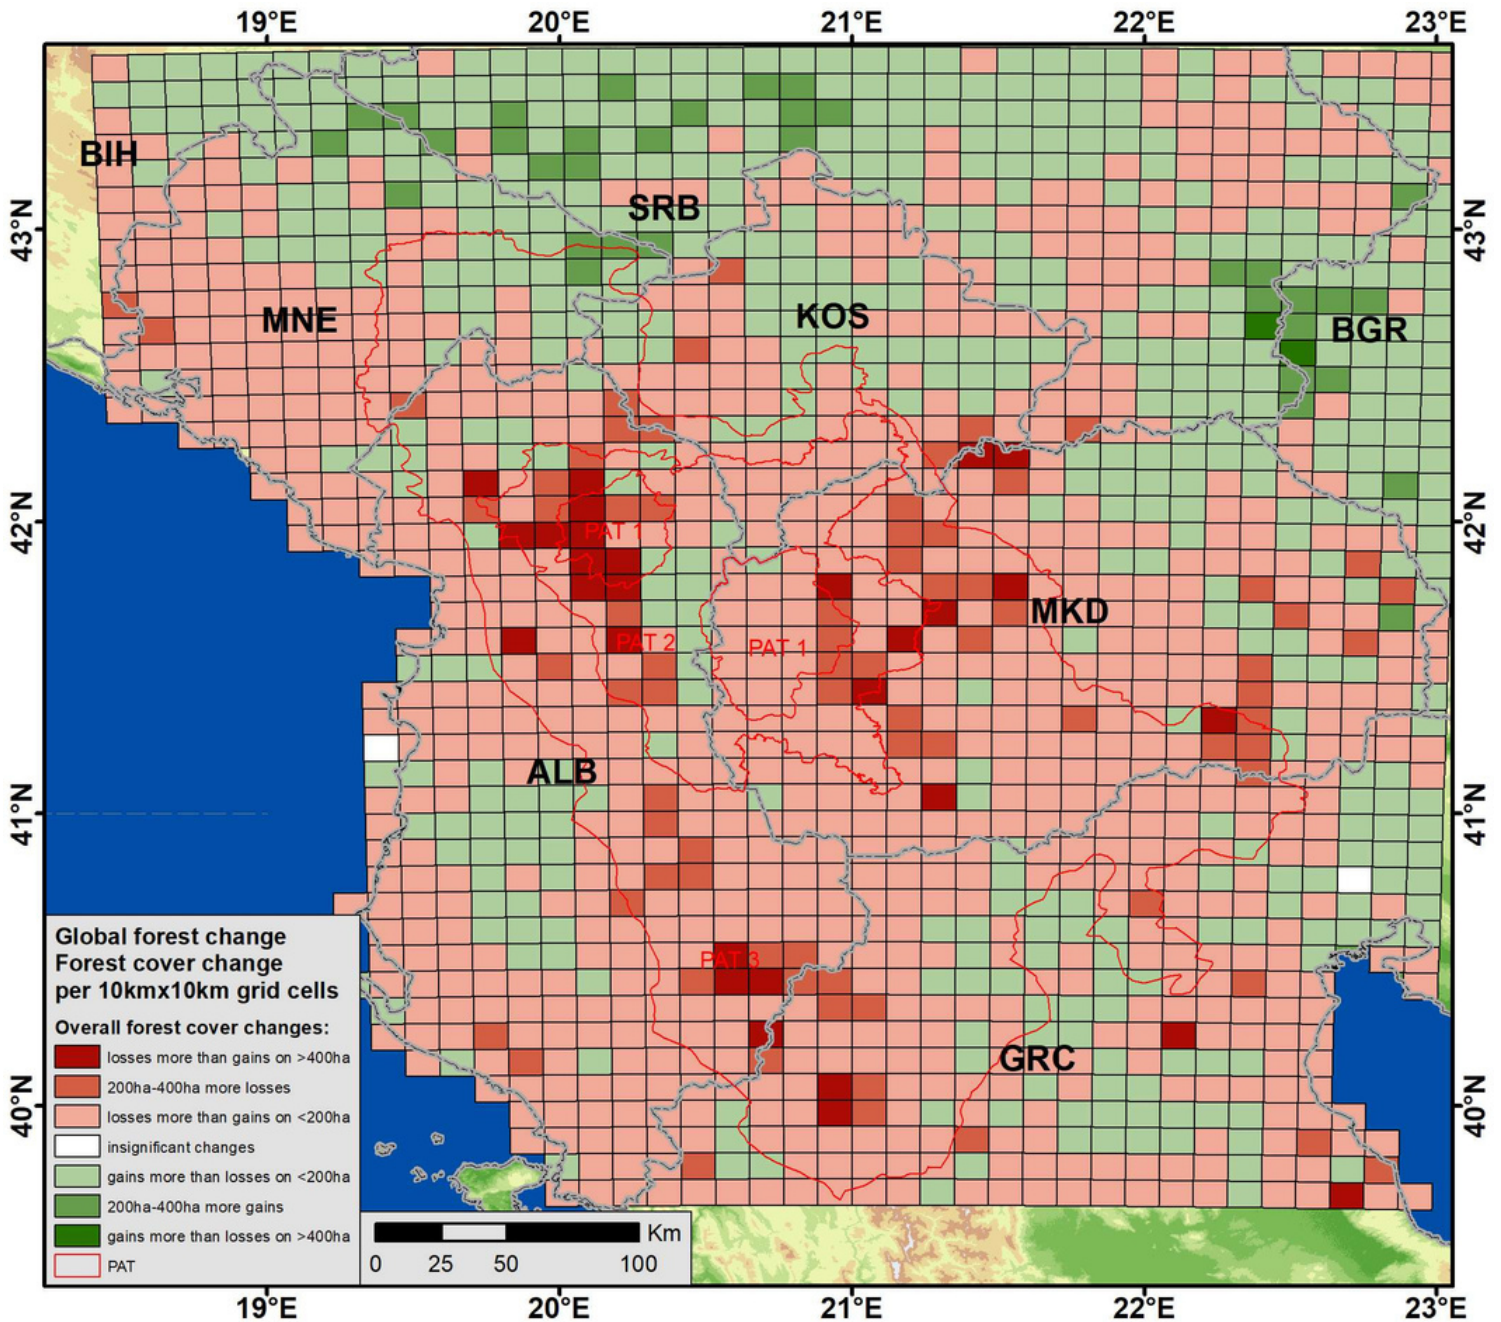 19°E 20°E 21°E 22°E 23°E
BIH
SRB
43°N 43°N
MNE KOS BGR
42°N 42°N
PAT 1
MKD
PAT 2 PAT 1
ALB
41°N 41°N
PAT 3
GRC
40°N 40°N
Global forest change
Forest cover change
per 10kmx10km grid cells
Overall forest cover changes:
losses more than gains on >400ha
200ha-400ha more losses
losses more than gains on <200ha
insignificant changes
gains more than losses on <200ha
200ha-400ha more gains
gains more than losses on >400ha
PAT
Km
0 25 50 100
19°E 20°E 21°E 22°E 23°E